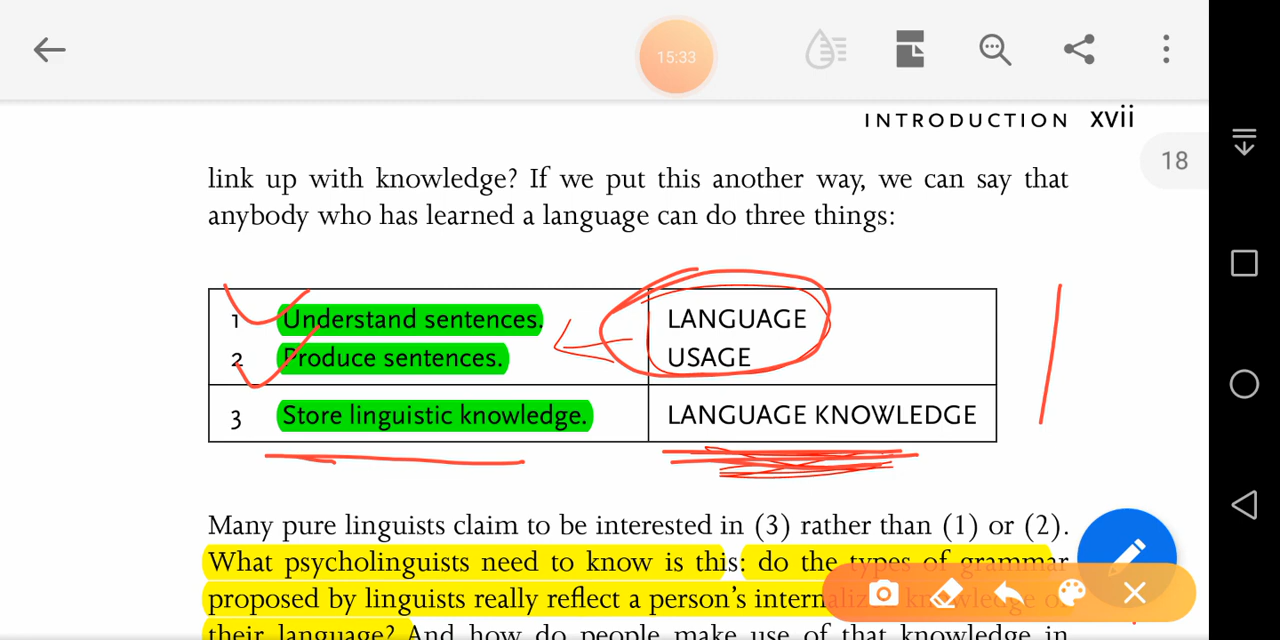 15:33
INTRODUCTION xvii
18
link up with knowledge? If we put this another way, we can say that
anybody who has learned a language can do three things:
1 Understand sentences. LANGUAGE
2 Produce sentences. USAGE
3 Store linguistic knowledge. LANGUAGE KNOWLEDGE
Many pure linguists claim to be interested in (3) rather than (1) or (2).
What psycholinguists need to know is this: do the types of grammar
proposed by linguists really reflect a person's internalized knowledge of
their language? And how do people make use of that knowledge in